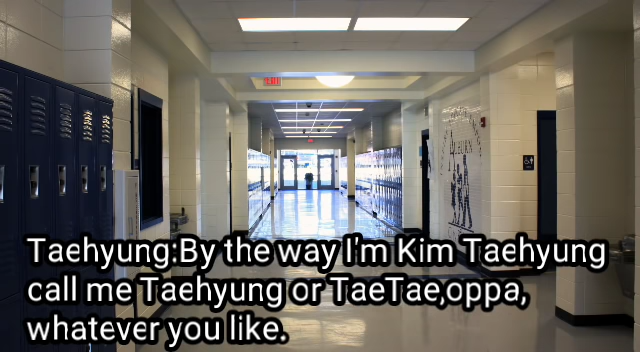 Taehyung:By the way I'm Kim Taehyung
call me Taehyung or TaeTae,oppa,
whatever you like.